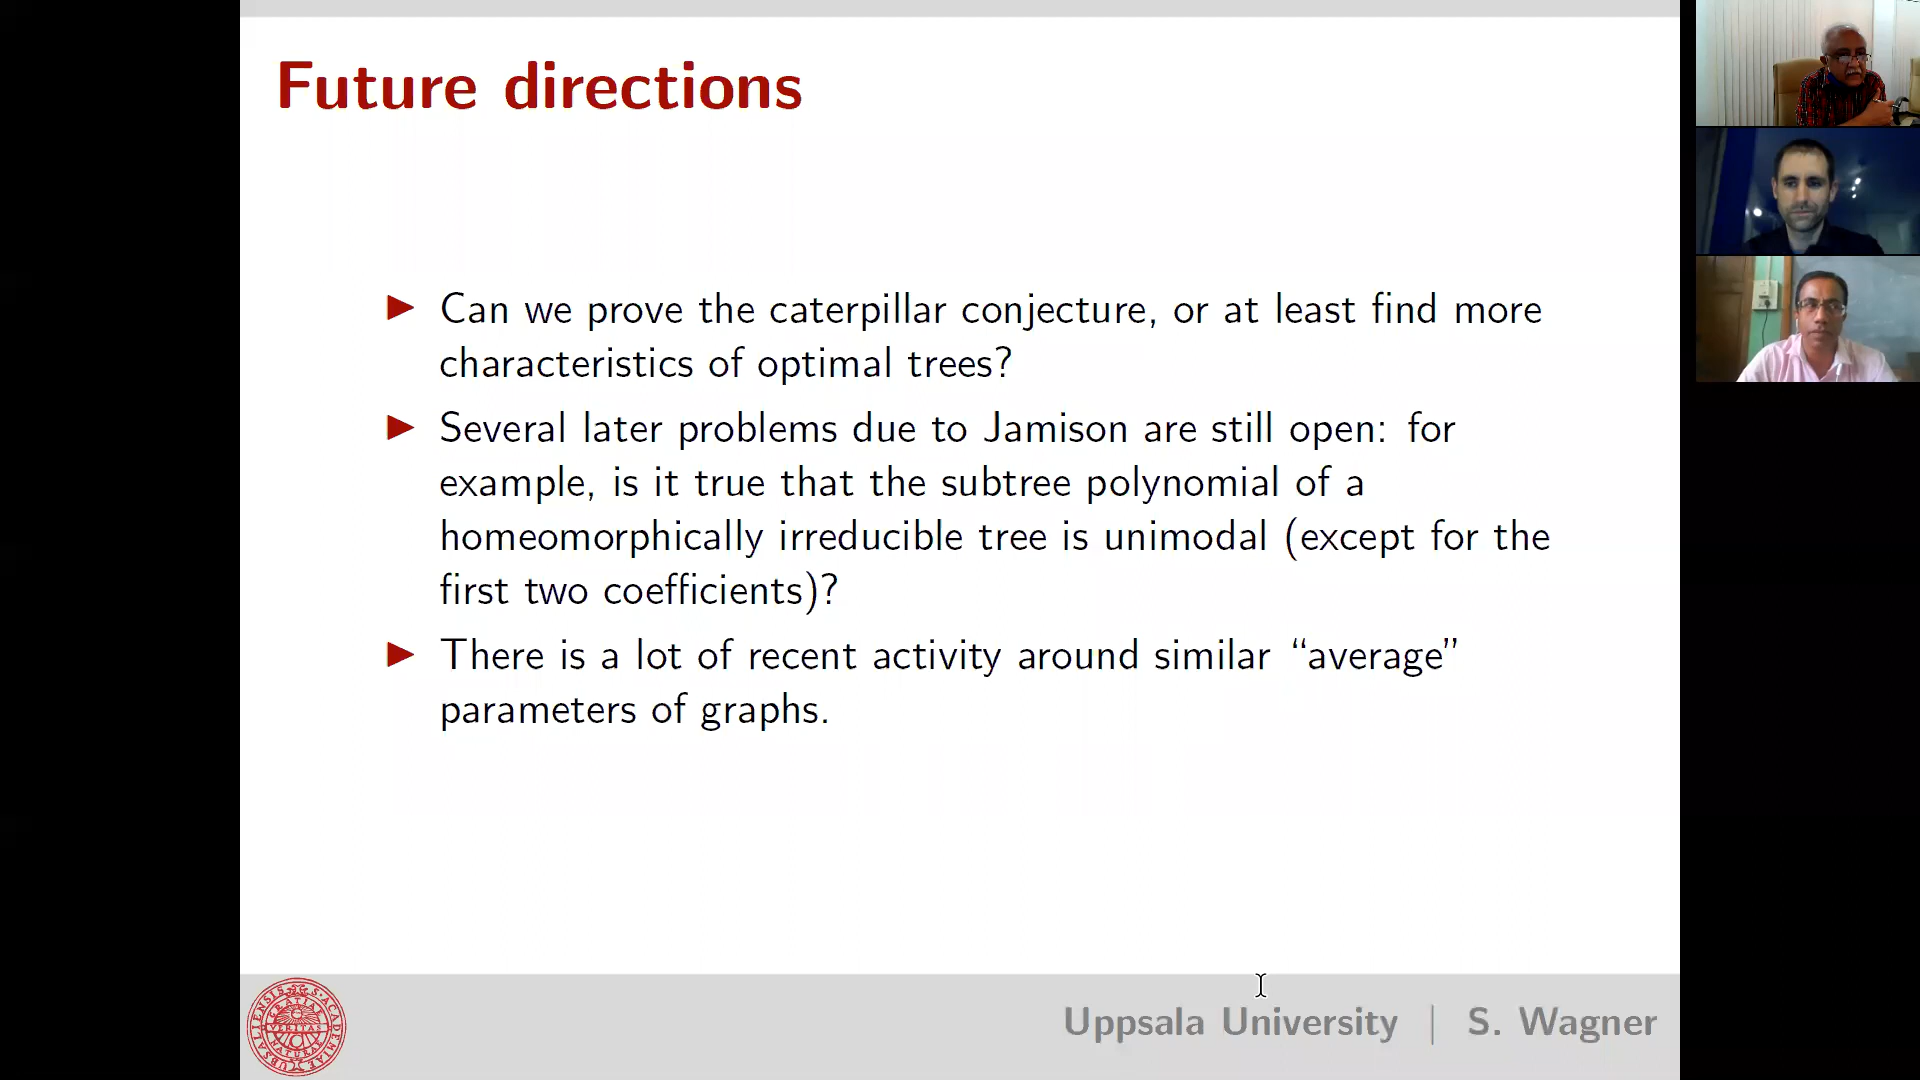 Future directions
Can we prove the caterpillar conjecture, or at least find more
characteristics of optimal trees?
Several later problems due to Jamison are still open: for
example, is it true that the subtree polynomial of a
homeomorphically irreducible tree is unimodal (except for the
first two coefficients)?
There is a lot of recent activity around similar “average”
parameters of graphs.
Uppsala University | S. Wagner